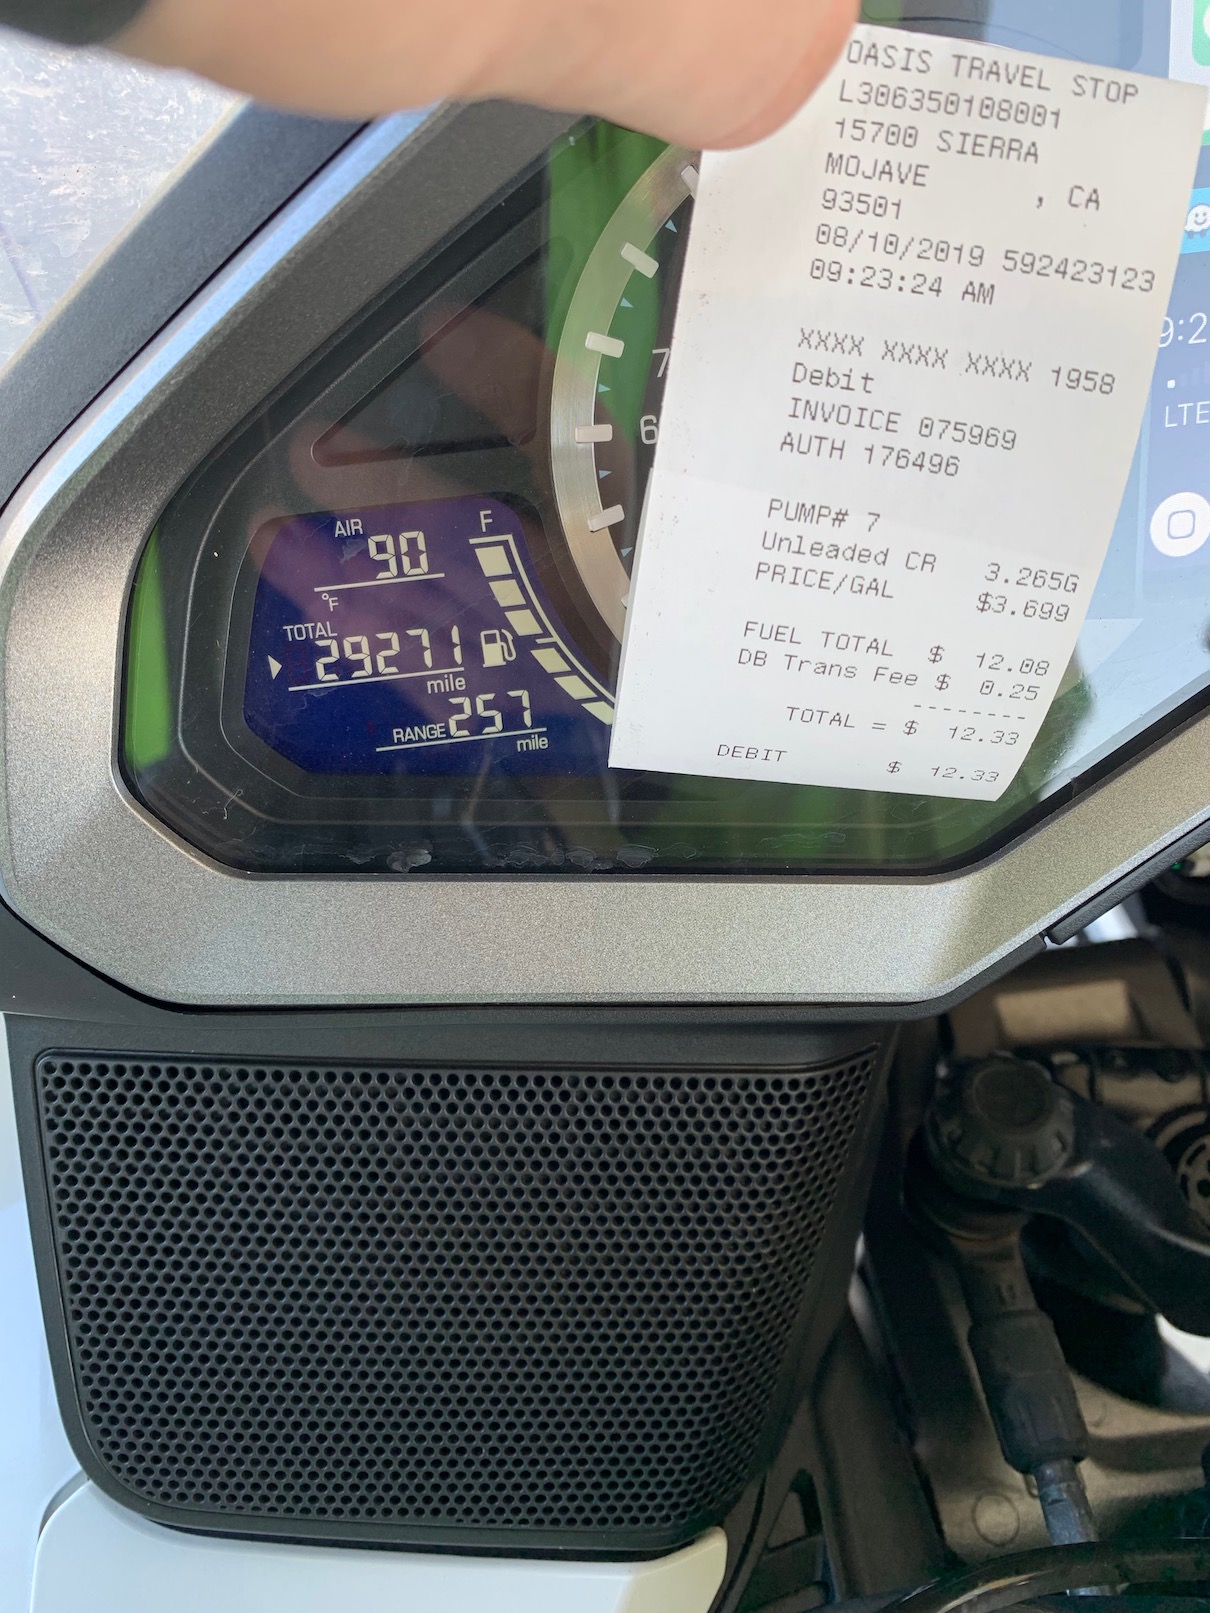 OASIS TRAVEL STOP
L306350108001
15700 SIERRA
MOJAVE , CA
93501
08/10/2019 592423123
09:23:24 AM
XXXX XXXX XXXX 1958
Debit
INVOICE 075969
AUTH 176496
PUMP# 7
Unleaded CR 3.265G
PRICE/GAL $3.699
FUEL TOTAL $ 12.08
DB Trans Fee $ 0.25
--------
TOTAL = $ 12.33
DEBIT $ 12.33
7
6
AIR 90
°F
F
TOTAL
29271
mile
RANGE 257
mile
LTE